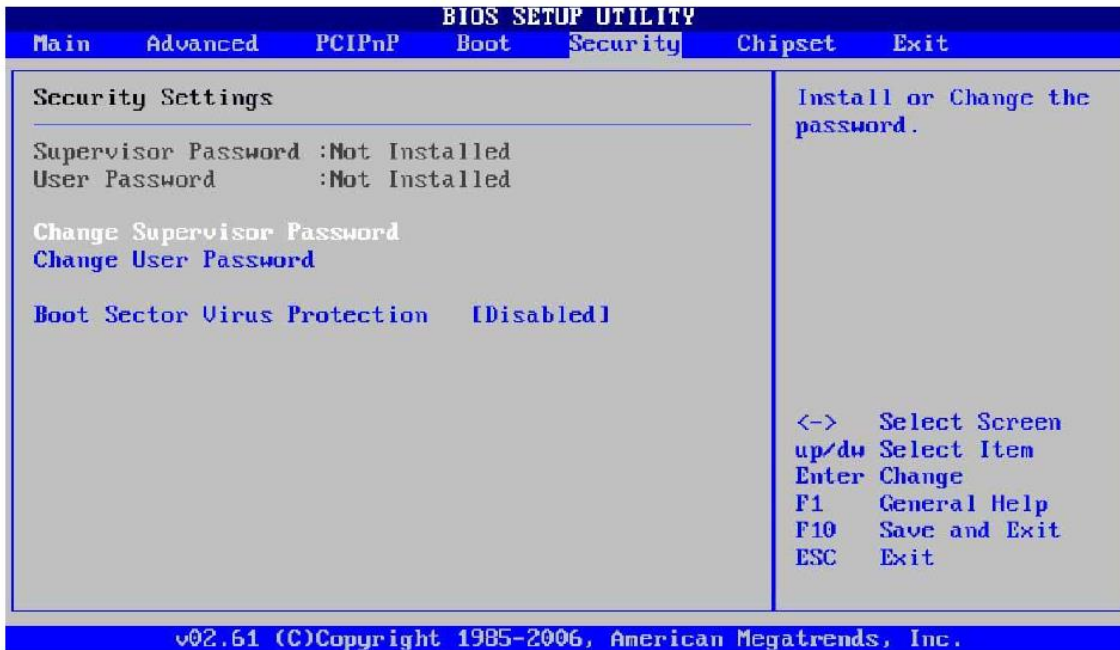 BIOS SETUP UTILITY
Main Advanced PCIPnP Boot Security Chipset Exit
Security Settings
Supervisor Password :Not Installed
User Password :Not Installed
Change Supervisor Password
Change User Password
Boot Sector Virus Protection [Disabled]
Install or Change the
password.
<-> Select Screen
up/dw Select Item
Enter Change
F1 General Help
F10 Save and Exit
ESC Exit
v02.61 (C)Copyright 1985-2006, American Megatrends, Inc.